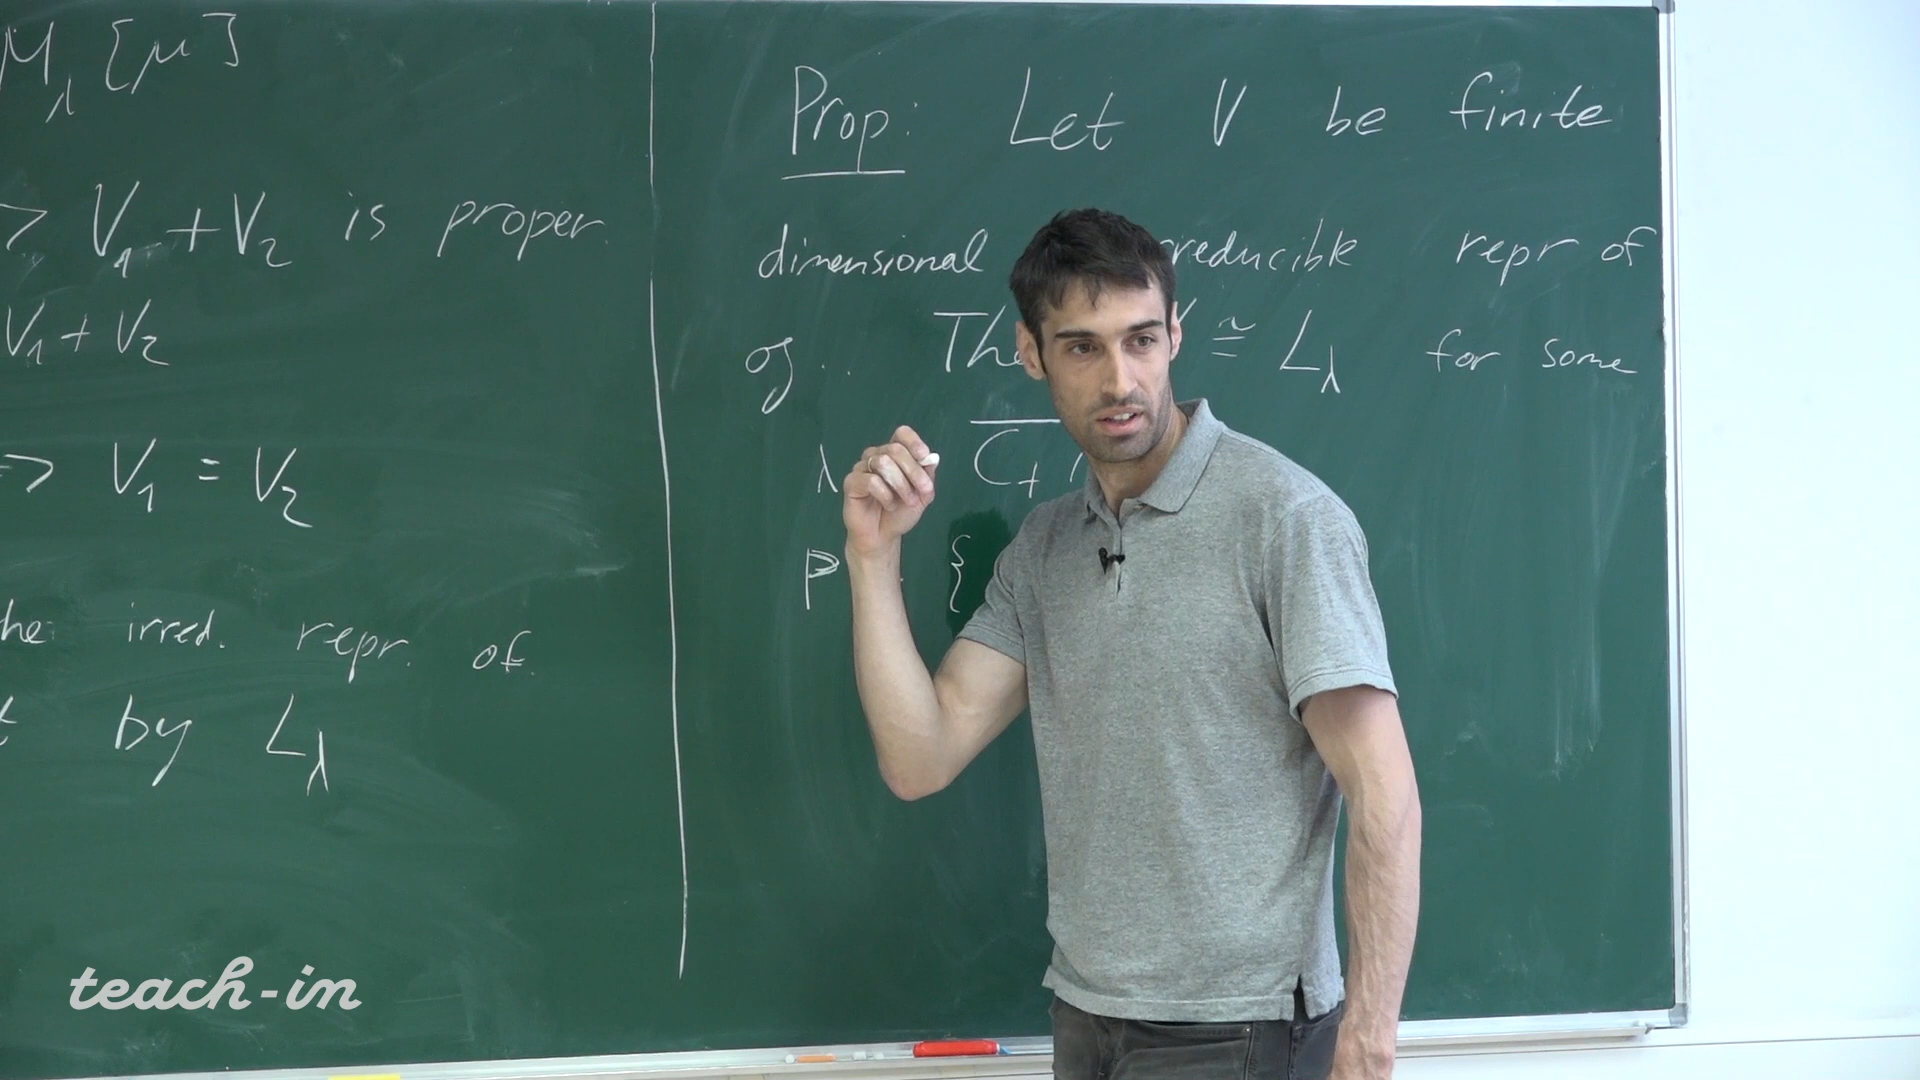 M_λ [μ]
V_1 + V_2 is proper.
V_1 + V_2
=> V_1 = V_2
the irred. repr. of
by L_λ
Prop: Let V be finite
dimensional irreducible repr of
g. Then V ≅ L_λ for some
λ C_+
P {
teach-in